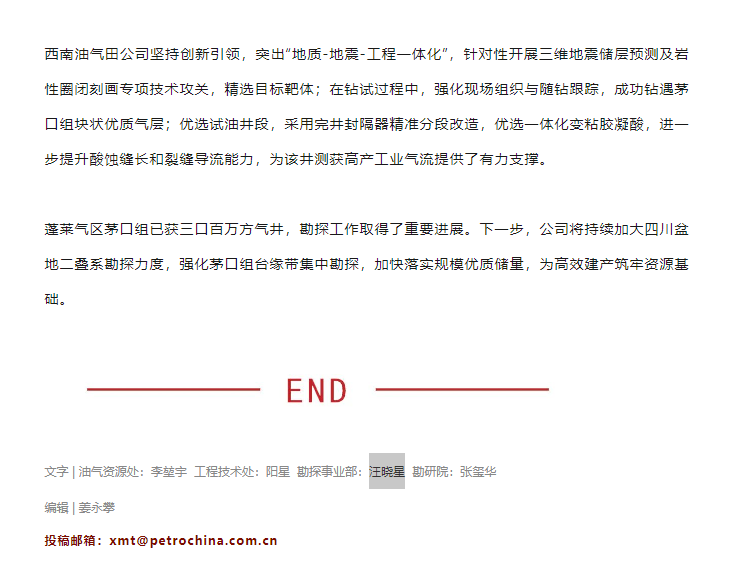 西南油气田公司坚持创新引领，突出“地质-地震-工程一体化”，针对性开展三维地震储层预测及岩
性圈闭刻画专项技术攻关，精选目标靶体；在钻试过程中，强化现场组织与随钻跟踪，成功钻遇茅
口组块状优质气层；优选试油井段，采用完井封隔器精准分段改造，优选一体化变粘胶凝酸，进一
步提升酸蚀缝长和裂缝导流能力，为该井测获高产工业气流提供了有力支撑。
蓬莱气区茅口组已获三口百万方气井，勘探工作取得了重要进展。下一步，公司将持续加大四川盆
地二叠系勘探力度，强化茅口组台缘带集中勘探，加快落实规模优质储量，为高效建产筑牢资源基
础。
END
文字 | 油气资源处：李堃宇 工程技术处：阳星 勘探事业部：汪晓星 勘研院：张玺华
编辑 | 姜永攀
投稿邮箱：xmt@petrochina.com.cn